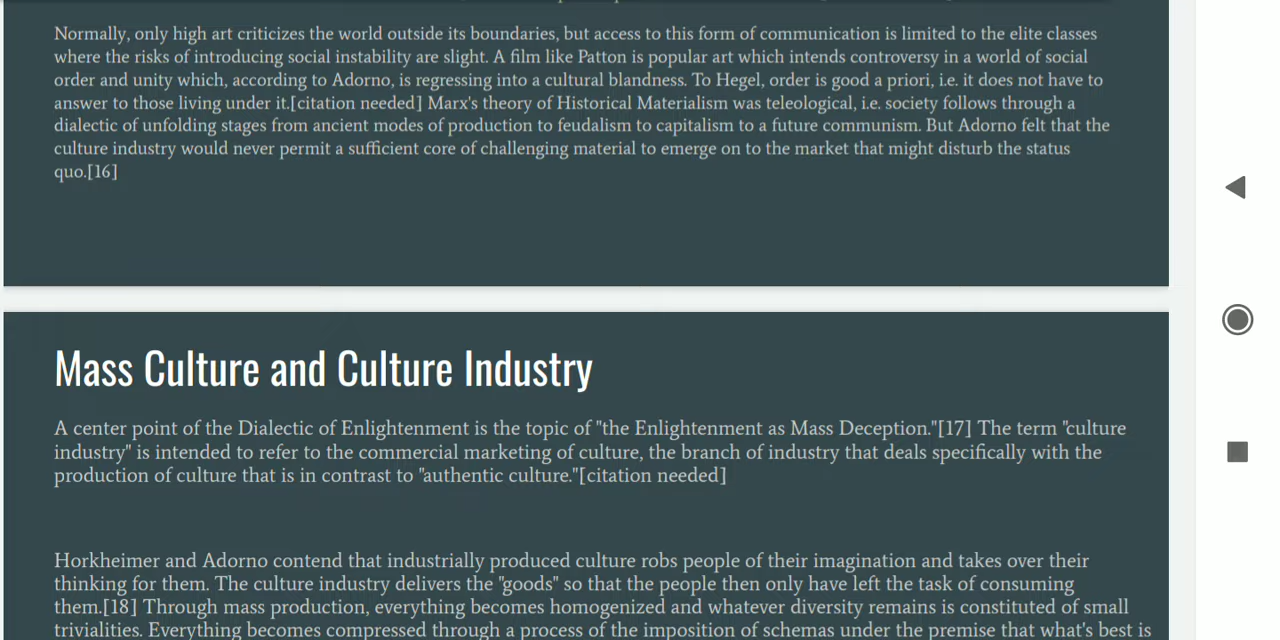 Normally, only high art criticizes the world outside its boundaries, but access to this form of communication is limited to the elite classes
where the risks of introducing social instability are slight. A film like Patton is popular art which intends controversy in a world of social
order and unity which, according to Adorno, is regressing into a cultural blandness. To Hegel, order is good a priori, i.e. it does not have to
answer to those living under it.[citation needed] Marx's theory of Historical Materialism was teleological, i.e. society follows through a
dialectic of unfolding stages from ancient modes of production to feudalism to capitalism to a future communism. But Adorno felt that the
culture industry would never permit a sufficient core of challenging material to emerge on to the market that might disturb the status
quo.[16]
Mass Culture and Culture Industry
A center point of the Dialectic of Enlightenment is the topic of "the Enlightenment as Mass Deception."[17] The term "culture
industry" is intended to refer to the commercial marketing of culture, the branch of industry that deals specifically with the
production of culture that is in contrast to "authentic culture."[citation needed]
Horkheimer and Adorno contend that industrially produced culture robs people of their imagination and takes over their
thinking for them. The culture industry delivers the "goods" so that the people then only have left the task of consuming
them.[18] Through mass production, everything becomes homogenized and whatever diversity remains is constituted of small
trivialities. Everything becomes compressed through a process of the imposition of schemas under the premise that what's best is